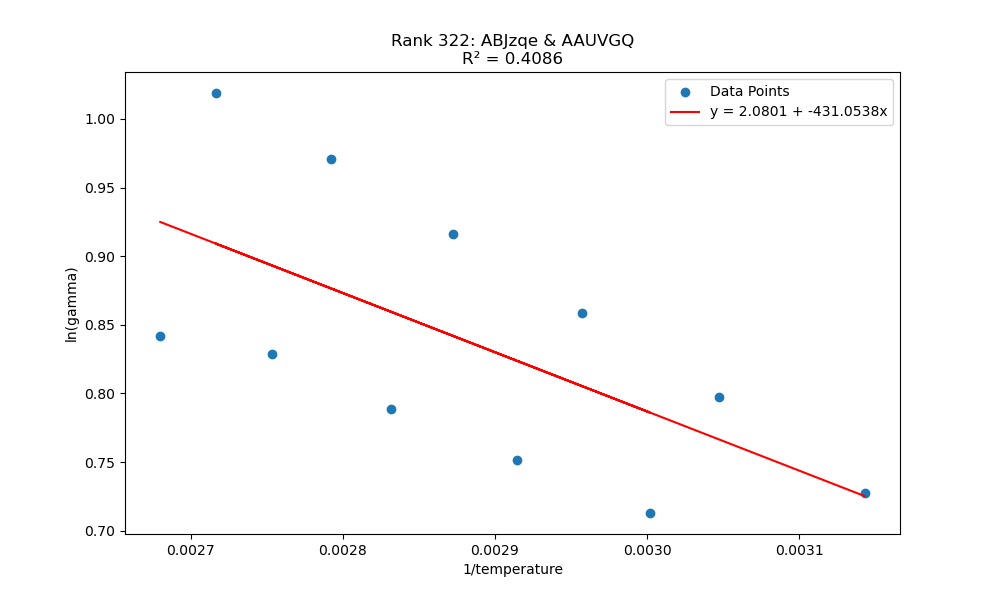 Rank 322: ABJzqe & AAUVGQ
R² = 0.4086
Data Points
y = 2.0801 + -431.0538x
1.00
0.95
0.90
0.85
0.80
0.75
0.70
ln(gamma)
0.0027 0.0028 0.0029 0.0030 0.0031
1/temperature